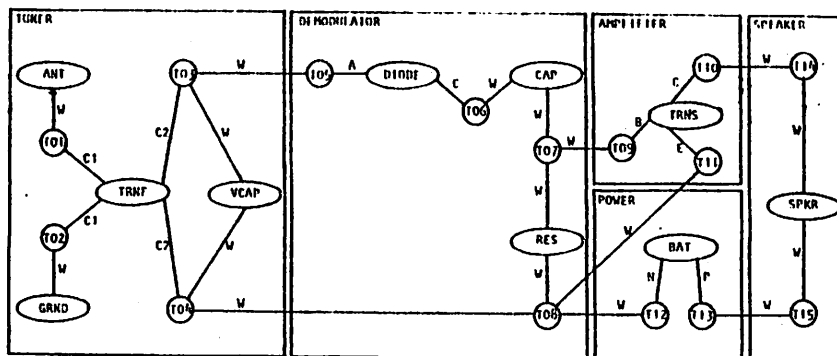 TUNER
DEMODULATOR
AMPLIFIER
SPEAKER
ANT
T03
W
T05
A
DIODE
C
W
CAP
T10
W
T14
W
T06
C
TRNS
T01
C1
C2
W
W
T07
W
T09
B
E
T11
W
TRNF
VCAP
W
POWER
SPKR
C1
T02
C2
W
RES
W
BAT
W
W
W
N
P
GRND
T04
W
T08
W
T12
T13
W
T15